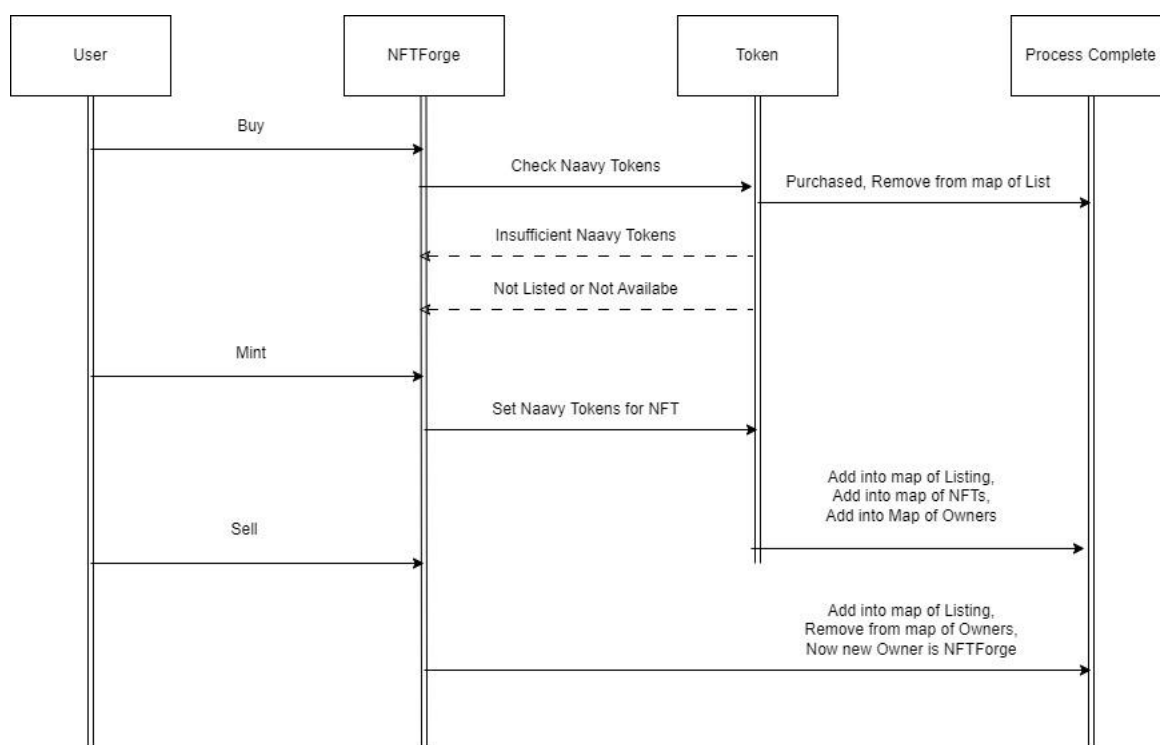 User
NFTForge
Token
Process Complete
Buy
Check Naavy Tokens
Purchased, Remove from map of List
Insufficient Naavy Tokens
Not Listed or Not Availabe
Mint
Set Naavy Tokens for NFT
Add into map of Listing,
Add into map of NFTs,
Add into Map of Owners
Sell
Add into map of Listing,
Remove from map of Owners,
Now new Owner is NFTForge